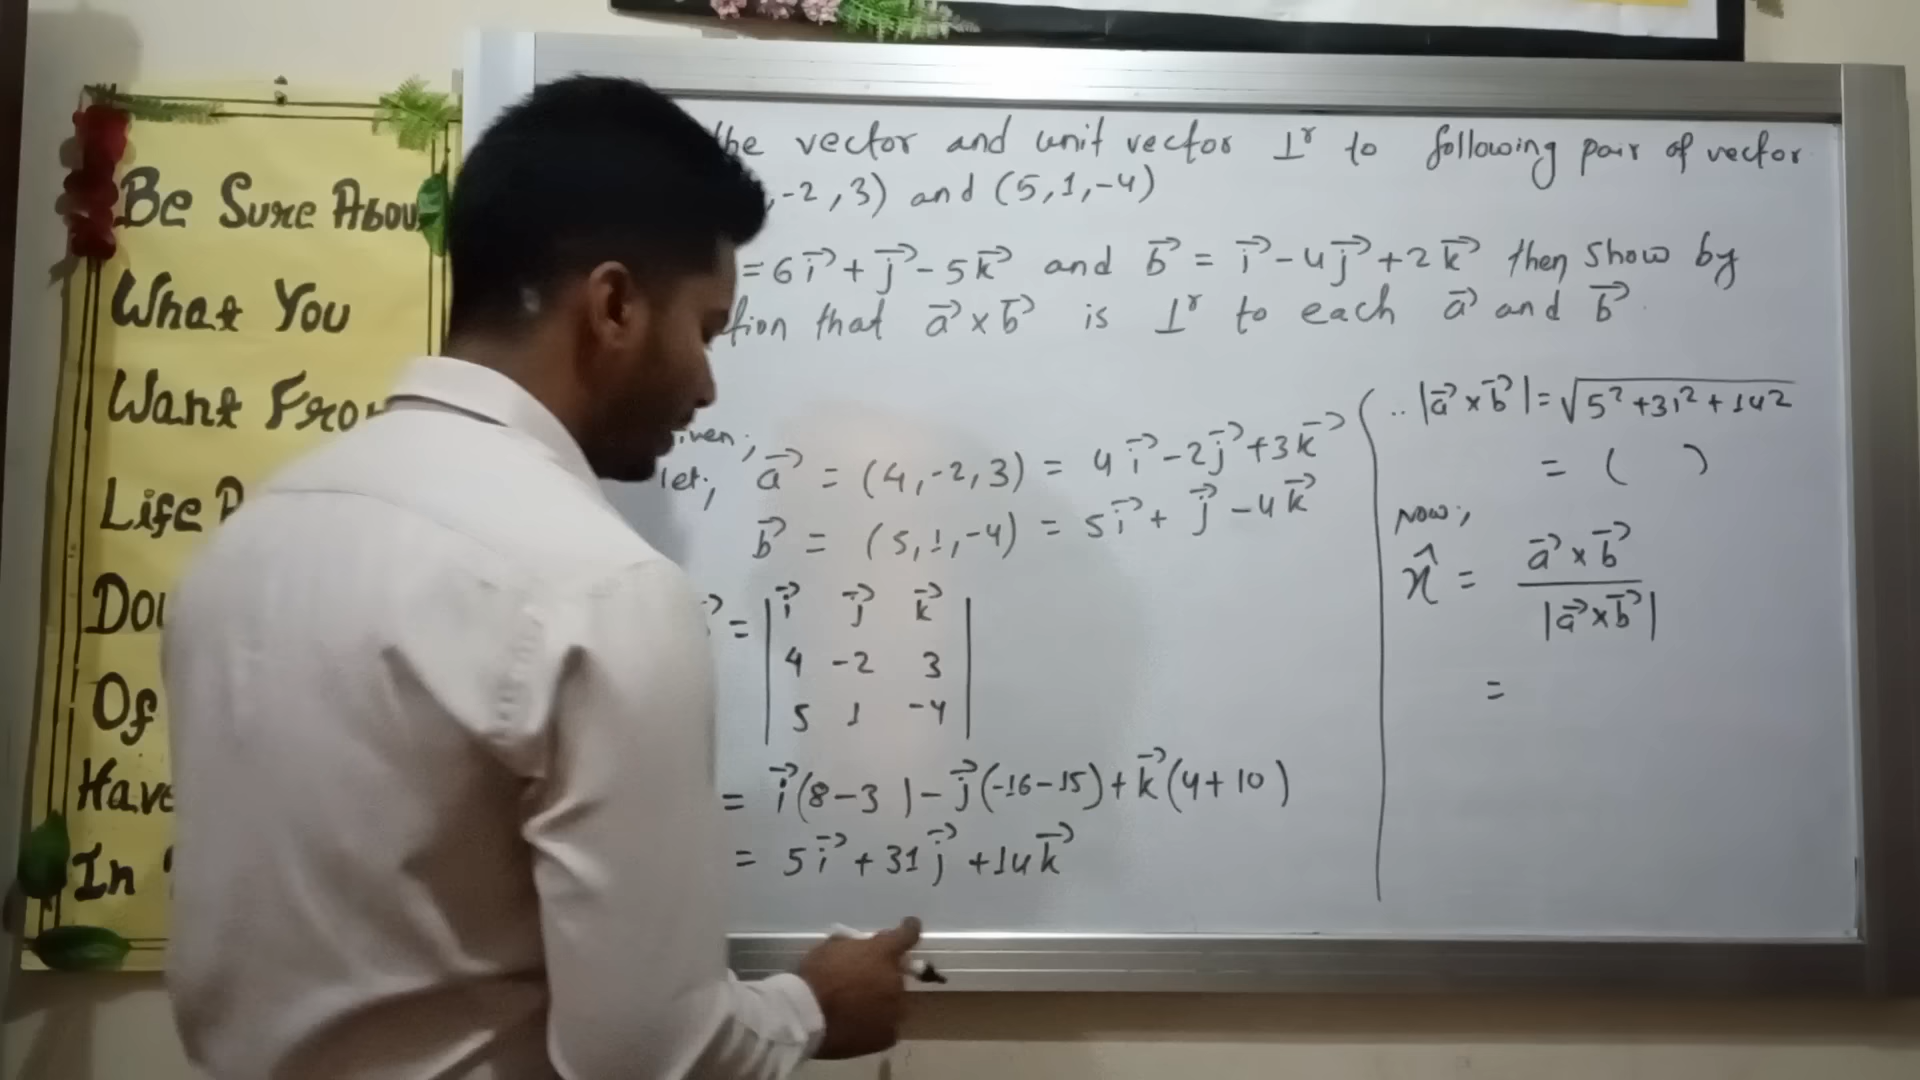 Be Sure Abou
What You
Want Fro
Life
Dou
Of
Have
In
the vector and unit vector ⊥ʳ to following pair of vector
, -2, 3) and (5, 1, -4)
= 6i⃗ + j⃗ - 5k⃗ and b⃗ = i⃗ - 4j⃗ + 2k⃗ then show by
tion that a⃗ × b⃗ is ⊥ʳ to each a⃗ and b⃗
iven;
let; a⃗ = (4, -2, 3) = 4i⃗ - 2j⃗ + 3k⃗
b⃗ = (5, 1, -4) = 5i⃗ + j⃗ - 4k⃗
= | i⃗ j⃗ k⃗ |
4 -2 3
5 1 -4
= i⃗(8-3) - j⃗(-16-15) + k⃗(4+10)
= 5i⃗ + 31j⃗ + 14k⃗
∴ |a⃗ × b⃗| = √5² + 31² + 14²
= ( )
Now;
n̂ = a⃗ × b⃗
|a⃗ × b⃗|
=